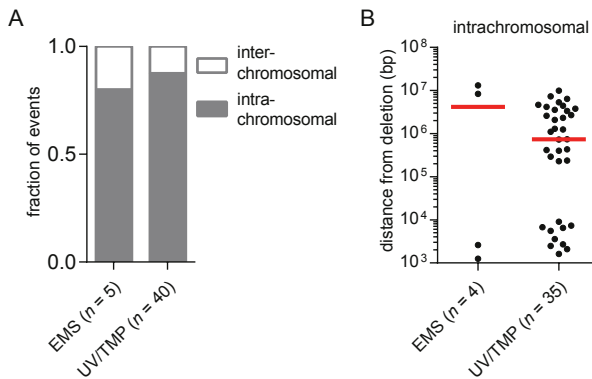 A
fraction of events
1.0
0.5
0.0
EMS (n = 5)
UV/TMP (n = 40)
inter-
chromosomal
intra-
chromosomal
B
intrachromosomal
distance from deletion (bp)
10⁸
10⁷
10⁶
10⁵
10⁴
10³
EMS (n = 4)
UV/TMP (n = 35)